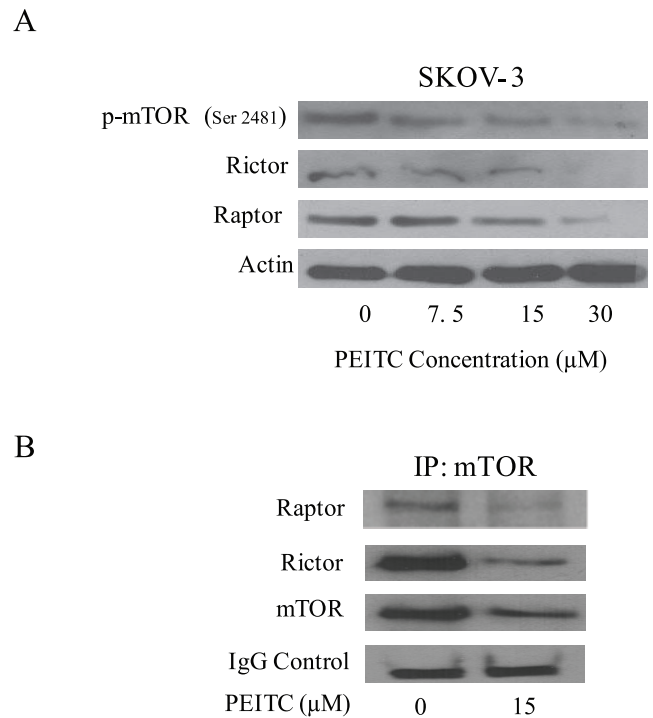 A
SKOV-3
p-mTOR (Ser 2481)
Rictor
Raptor
Actin
0 7. 5 15 30
PEITC Concentration (µM)
B
IP: mTOR
Raptor
Rictor
mTOR
IgG Control
PEITC (µM) 0 15